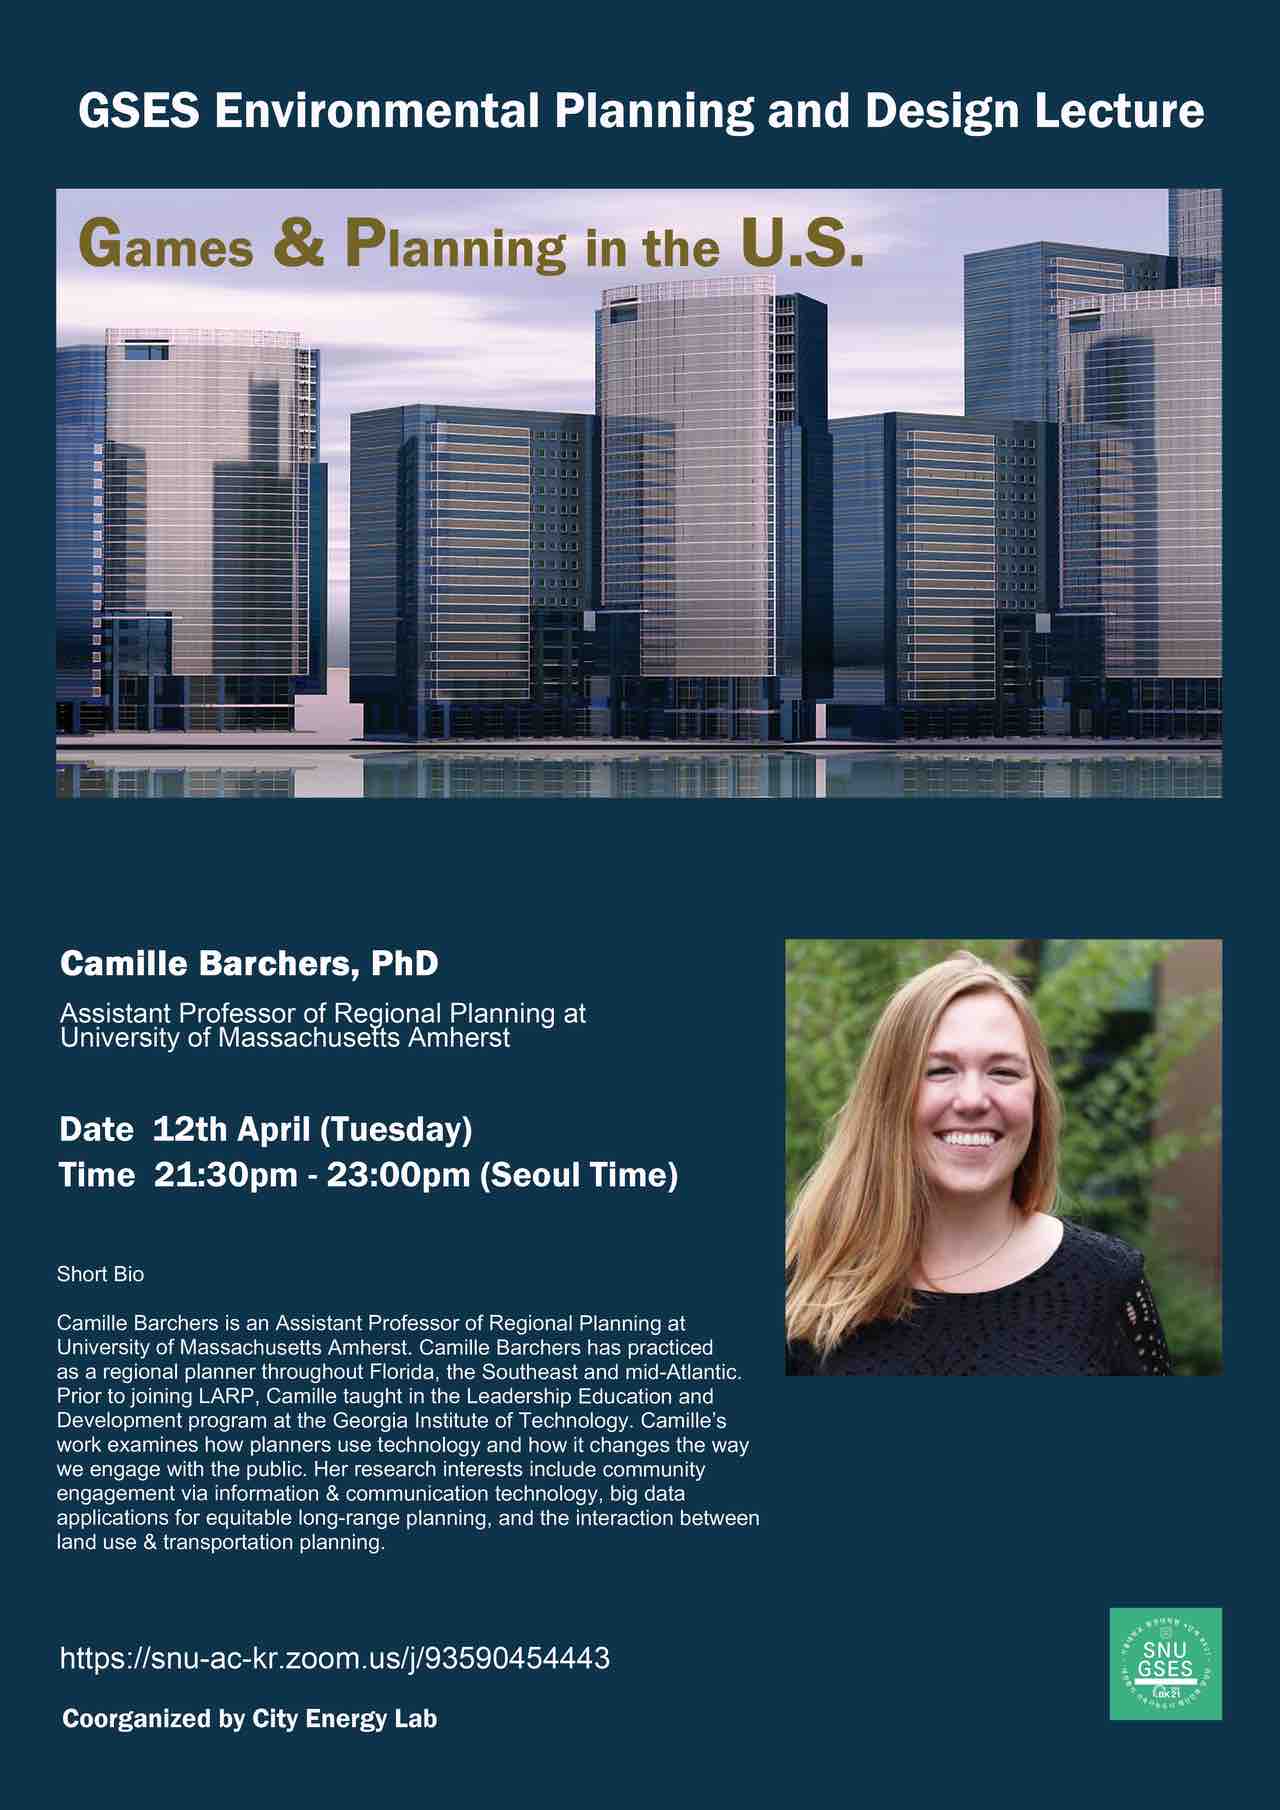 GSES Environmental Planning and Design Lecture
Games & Planning in the U.S.
Camille Barchers, PhD
Assistant Professor of Regional Planning at
University of Massachusetts Amherst
Date 12th April (Tuesday)
Time 21:30pm - 23:00pm (Seoul Time)
Short Bio
Camille Barchers is an Assistant Professor of Regional Planning at
University of Massachusetts Amherst. Camille Barchers has practiced
as a regional planner throughout Florida, the Southeast and mid-Atlantic.
Prior to joining LARP, Camille taught in the Leadership Education and
Development program at the Georgia Institute of Technology. Camille’s
work examines how planners use technology and how it changes the way
we engage with the public. Her research interests include community
engagement via information & communication technology, big data
applications for equitable long-range planning, and the interaction between
land use & transportation planning.
https://snu-ac-kr.zoom.us/j/93590454443
Coorganized by City Energy Lab
SNU
GSES
BK21